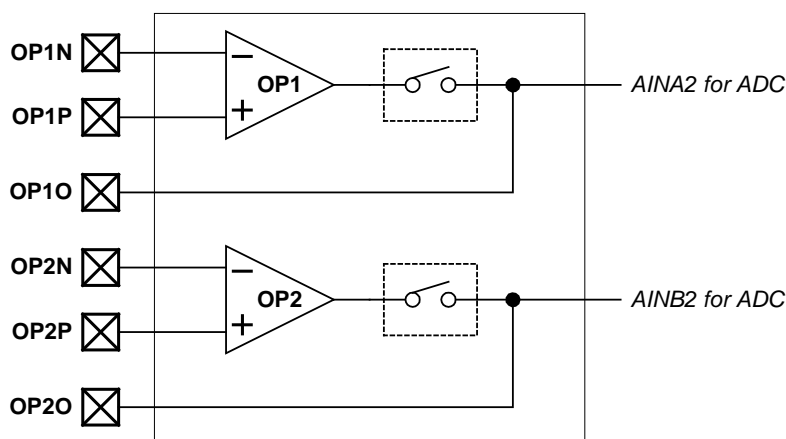 OP1N
OP1
OP1P
AINA2 for ADC
OP1O
OP2N
OP2
OP2P
AINB2 for ADC
OP2O